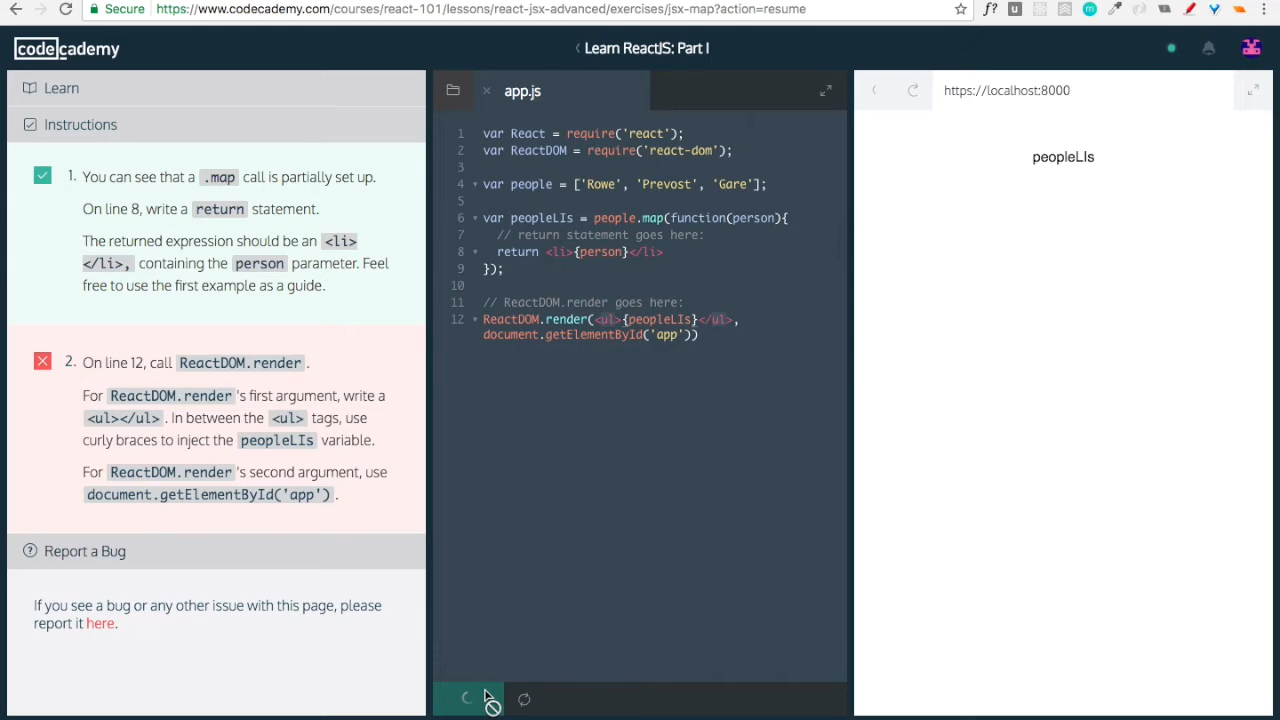 Secure
https://www.codecademy.com/courses/react-101/lessons/react-jsx-advanced/exercises/jsx-map?action=resume
codecademy
Learn ReactJS: Part I
Learn
Instructions
1. You can see that a .map call is partially set up.
On line 8, write a return statement.
The returned expression should be an <li>
</li>, containing the person parameter. Feel
free to use the first example as a guide.
2. On line 12, call ReactDOM.render.
For ReactDOM.render's first argument, write a
<ul></ul>. In between the <ul> tags, use
curly braces to inject the peopleLIs variable.
For ReactDOM.render's second argument, use
document.getElementById('app').
Report a Bug
If you see a bug or any other issue with this page, please
report it here.
app.js
1 var React = require('react');
2 var ReactDOM = require('react-dom');
3
4 var people = ['Rowe', 'Prevost', 'Gare'];
5
6 var peopleLIs = people.map(function(person){
7 // return statement goes here:
8 return <li>{person}</li>
9 });
10
11 // ReactDOM.render goes here:
12 ReactDOM.render(<ul>{peopleLIs}</ul>,
document.getElementById('app'))
https://localhost:8000
peopleLIs